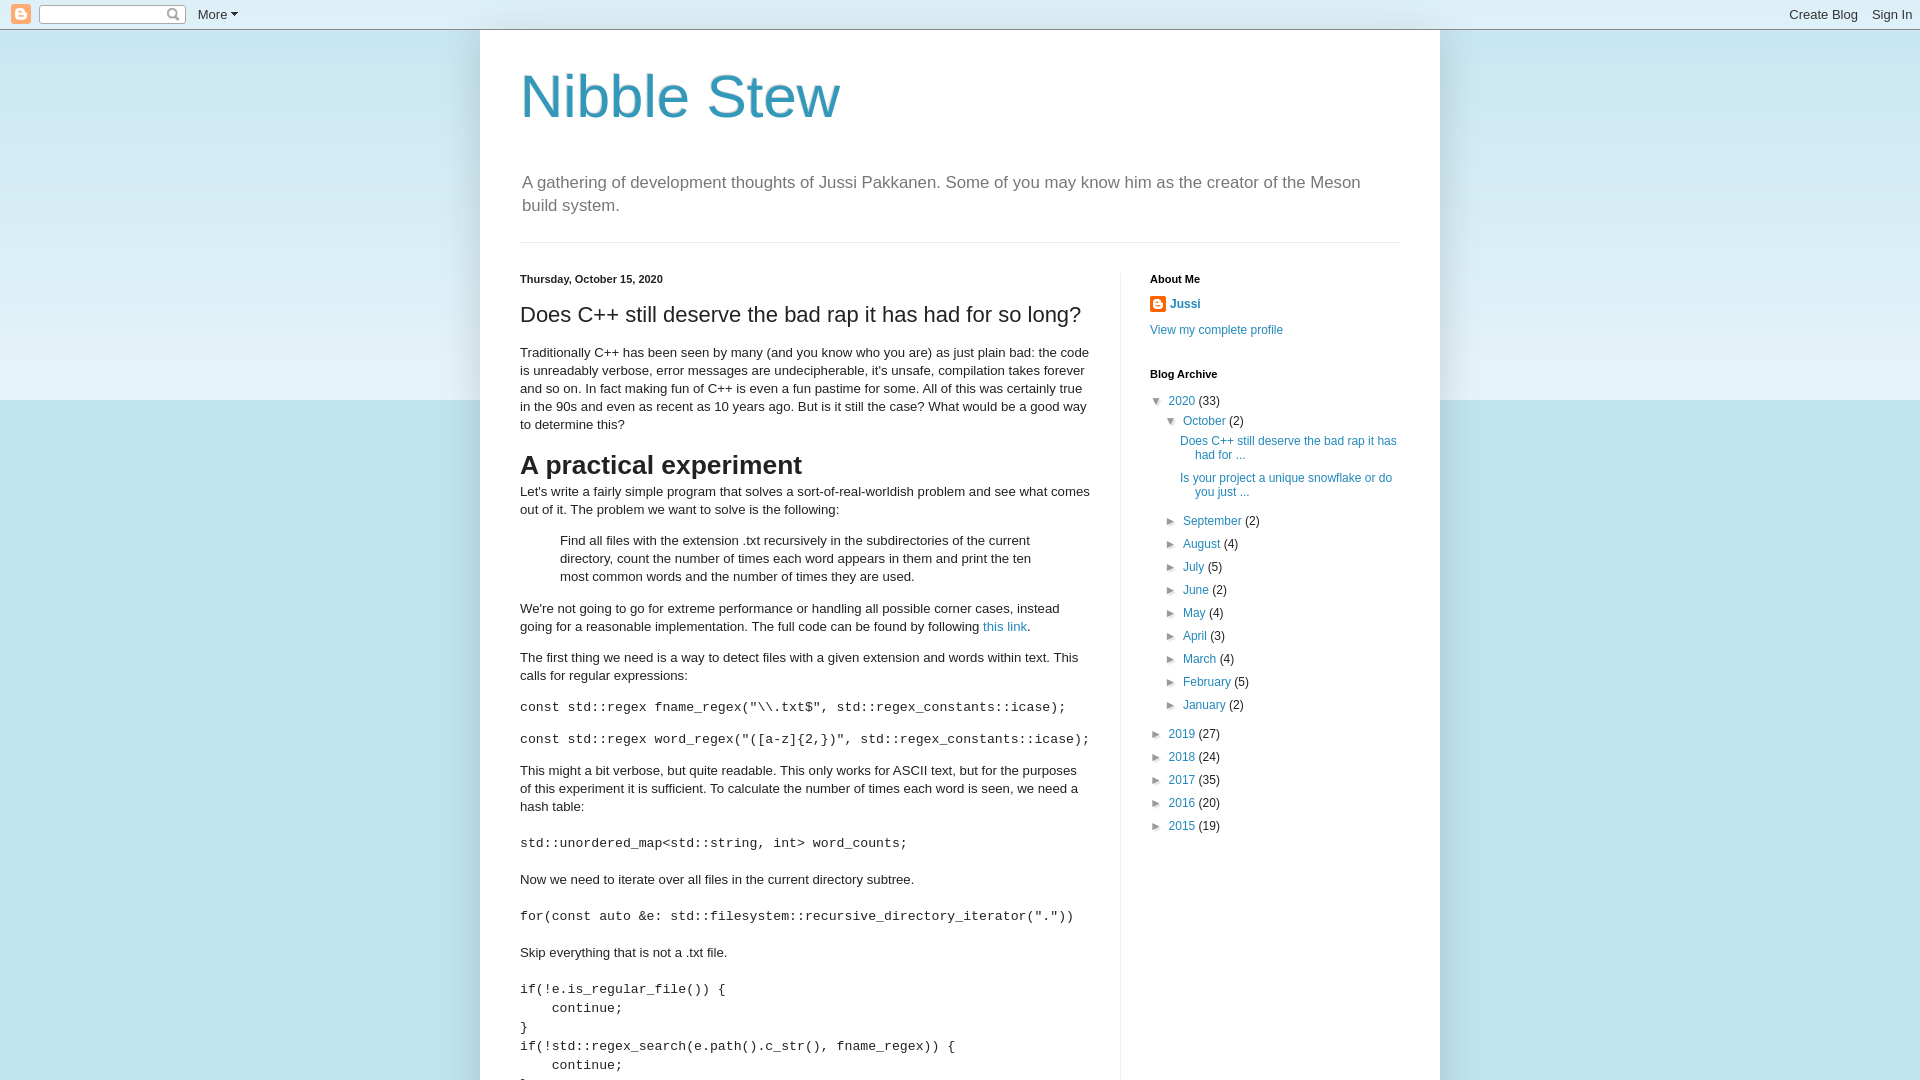 More
Create Blog
Sign In
Nibble Stew
A gathering of development thoughts of Jussi Pakkanen. Some of you may know him as the creator of the Meson
build system.
Thursday, October 15, 2020
Does C++ still deserve the bad rap it has had for so long?
Traditionally C++ has been seen by many (and you know who you are) as just plain bad: the code
is unreadably verbose, error messages are undecipherable, it's unsafe, compilation takes forever
and so on. In fact making fun of C++ is even a fun pastime for some. All of this was certainly true
in the 90s and even as recent as 10 years ago. But is it still the case? What would be a good way
to determine this?
A practical experiment
Let's write a fairly simple program that solves a sort-of-real-worldish problem and see what comes
out of it. The problem we want to solve is the following:
Find all files with the extension .txt recursively in the subdirectories of the current
directory, count the number of times each word appears in them and print the ten
most common words and the number of times they are used.
We're not going to go for extreme performance or handling all possible corner cases, instead
going for a reasonable implementation. The full code can be found by following this link.
The first thing we need is a way to detect files with a given extension and words within text. This
calls for regular expressions:
const std::regex fname_regex("\\.txt$", std::regex_constants::icase);
const std::regex word_regex("([a-z]{2,})", std::regex_constants::icase);
This might a bit verbose, but quite readable. This only works for ASCII text, but for the purposes
of this experiment it is sufficient. To calculate the number of times each word is seen, we need a
hash table:
std::unordered_map<std::string, int> word_counts;
Now we need to iterate over all files in the current directory subtree.
for(const auto &e: std::filesystem::recursive_directory_iterator("."))
Skip everything that is not a .txt file.
if(!e.is_regular_file()) {
    continue;
}
if(!std::regex_search(e.path().c_str(), fname_regex)) {
    continue;
About Me
Jussi
View my complete profile
Blog Archive
▼ 2020 (33)
▼ October (2)
Does C++ still deserve the bad rap it has
had for ...
Is your project a unique snowflake or do
you just ...
► September (2)
► August (4)
► July (5)
► June (2)
► May (4)
► April (3)
► March (4)
► February (5)
► January (2)
► 2019 (27)
► 2018 (24)
► 2017 (35)
► 2016 (20)
► 2015 (19)